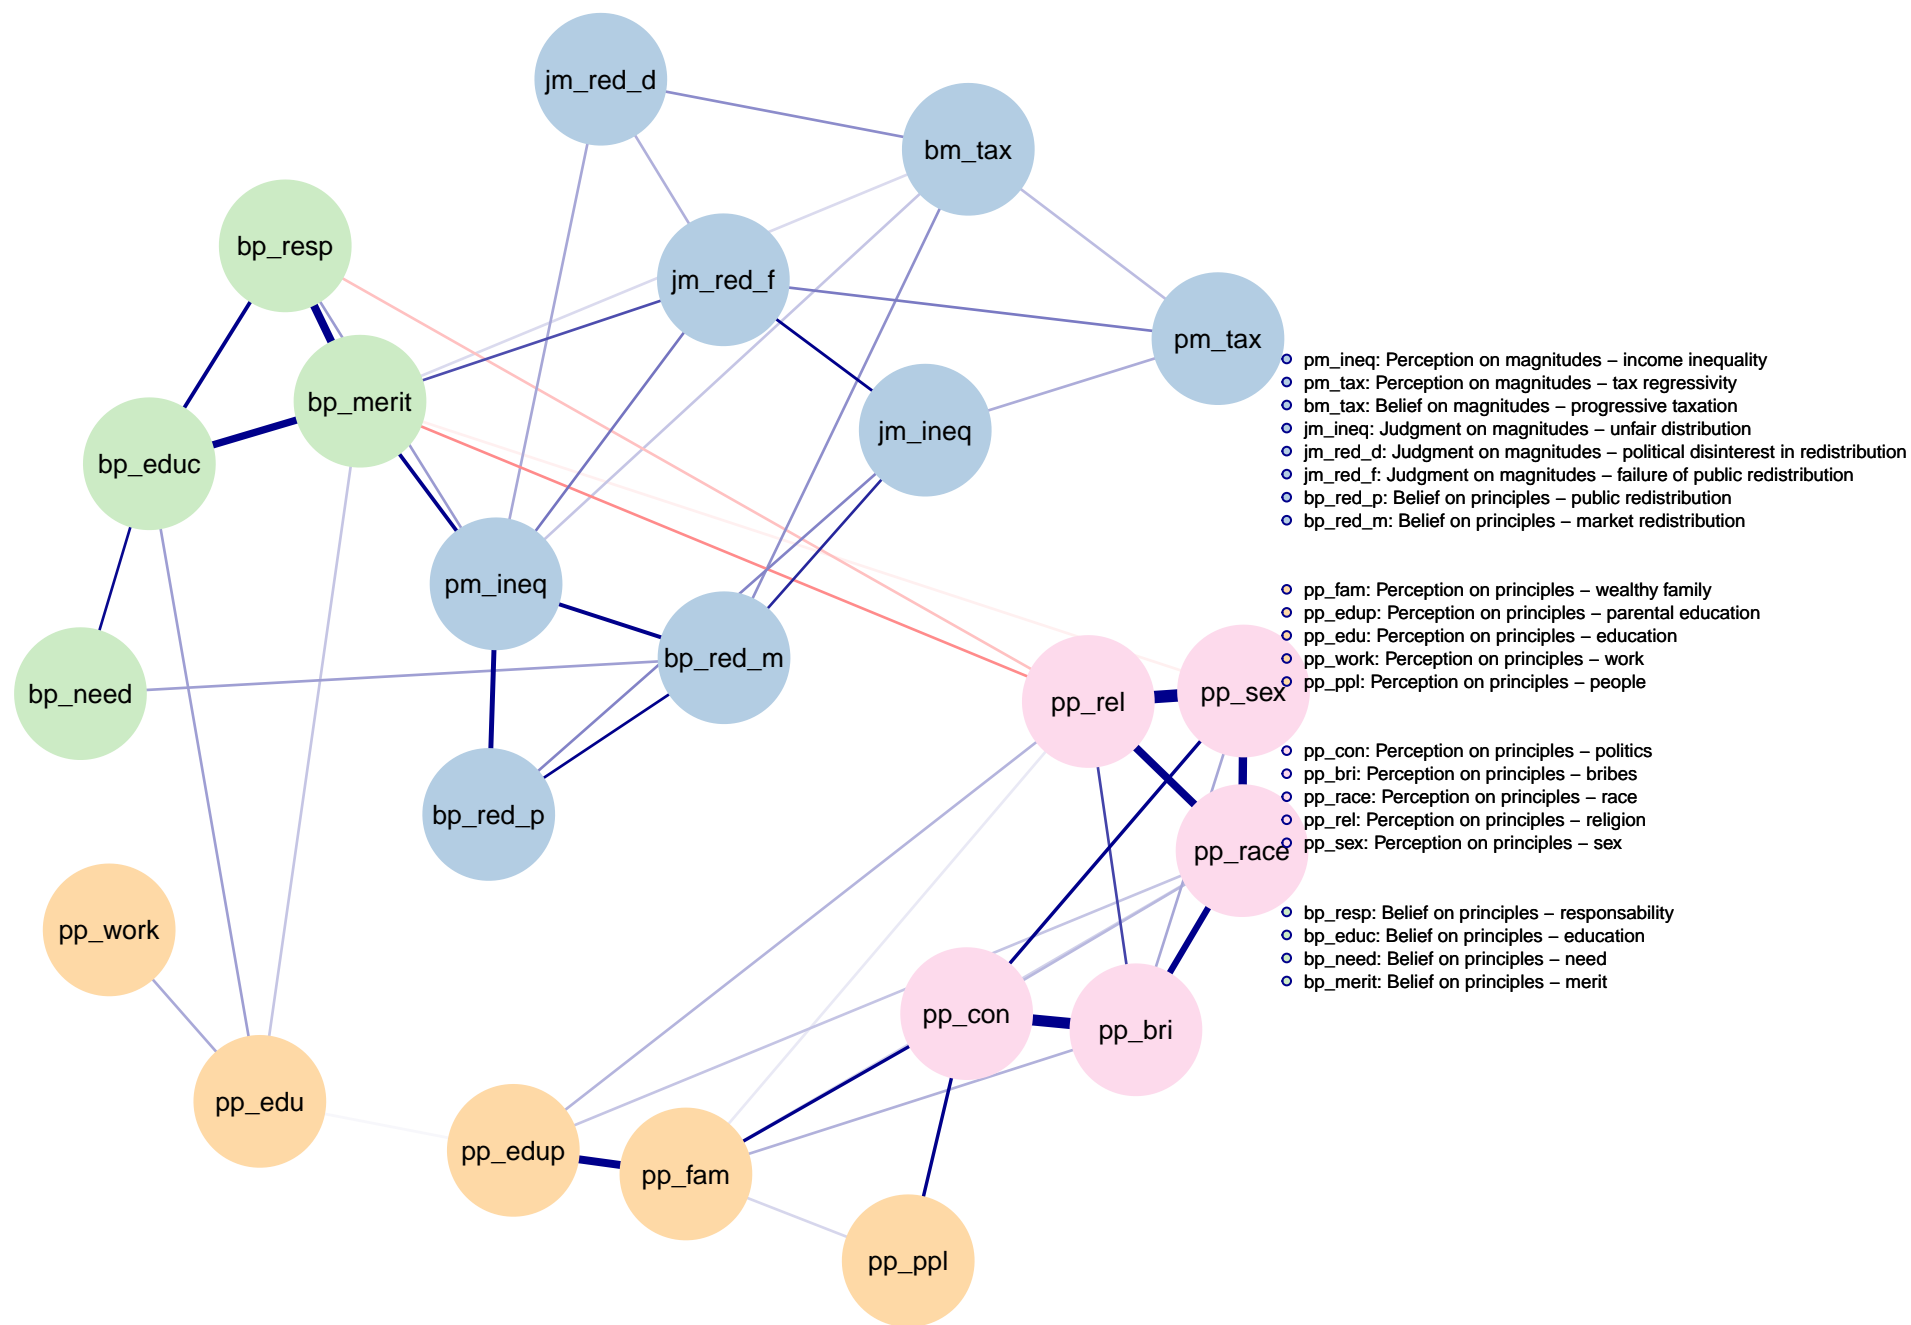 jm_red_d
bm_tax
bp_resp
jm_red_f
pm_tax
bp_merit
jm_ineq
bp_educ
pm_ineq
bp_red_m
bp_need
pp_rel
pp_sex
bp_red_p
pp_race
pp_work
pp_con
pp_bri
pp_edu
pp_edup
pp_fam
pp_ppl
pm_ineq: Perception on magnitudes – income inequality
pm_tax: Perception on magnitudes – tax regressivity
bm_tax: Belief on magnitudes – progressive taxation
jm_ineq: Judgment on magnitudes – unfair distribution
jm_red_d: Judgment on magnitudes – political disinterest in redistribution
jm_red_f: Judgment on magnitudes – failure of public redistribution
bp_red_p: Belief on principles – public redistribution
bp_red_m: Belief on principles – market redistribution
pp_fam: Perception on principles – wealthy family
pp_edup: Perception on principles – parental education
pp_edu: Perception on principles – education
pp_work: Perception on principles – work
pp_ppl: Perception on principles – people
pp_con: Perception on principles – politics
pp_bri: Perception on principles – bribes
pp_race: Perception on principles – race
pp_rel: Perception on principles – religion
pp_sex: Perception on principles – sex
bp_resp: Belief on principles – responsability
bp_educ: Belief on principles – education
bp_need: Belief on principles – need
bp_merit: Belief on principles – merit